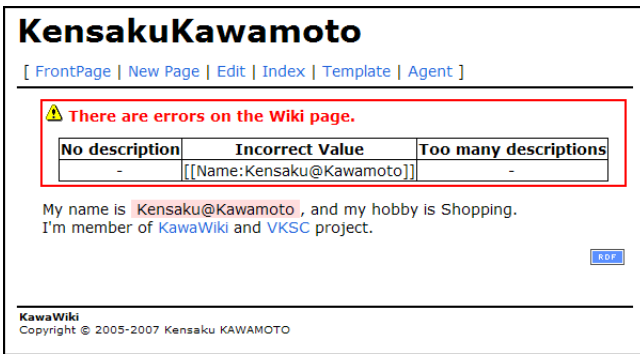 KensakuKawamoto
[ FrontPage | New Page | Edit | Index | Template | Agent ]
There are errors on the Wiki page.
No description Incorrect Value Too many descriptions
- [[Name:Kensaku@Kawamoto]] -
My name is Kensaku@Kawamoto , and my hobby is Shopping.
I'm member of KawaWiki and VKSC project.
RDF
KawaWiki
Copyright © 2005-2007 Kensaku KAWAMOTO